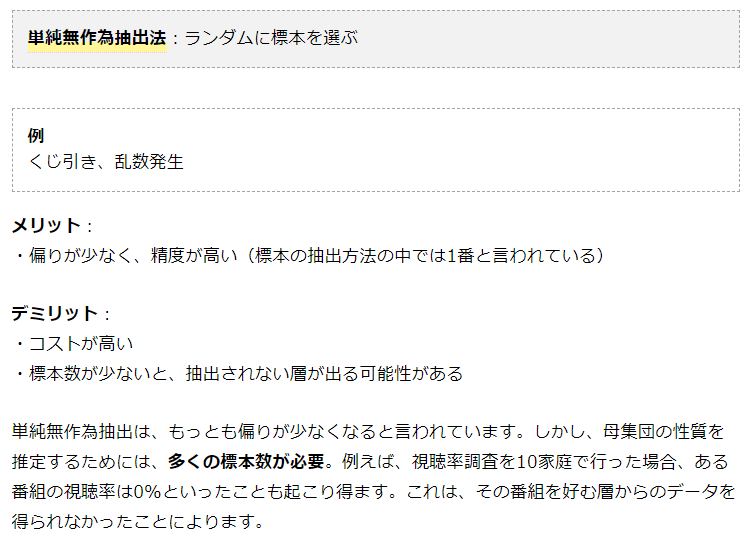 単純無作為抽出法：ランダムに標本を選ぶ
例
くじ引き、乱数発生
メリット：
・偏りが少なく、精度が高い（標本の抽出方法の中では1番と言われている）
デミリット：
・コストが高い
・標本数が少ないと、抽出されない層が出る可能性がある
単純無作為抽出は、もっとも偏りが少なくなると言われています。しかし、母集団の性質を
推定するためには、多くの標本数が必要。例えば、視聴率調査を10家庭で行った場合、ある
番組の視聴率は0%といったことも起こり得ます。これは、その番組を好む層からのデータを
得られなかったことによります。